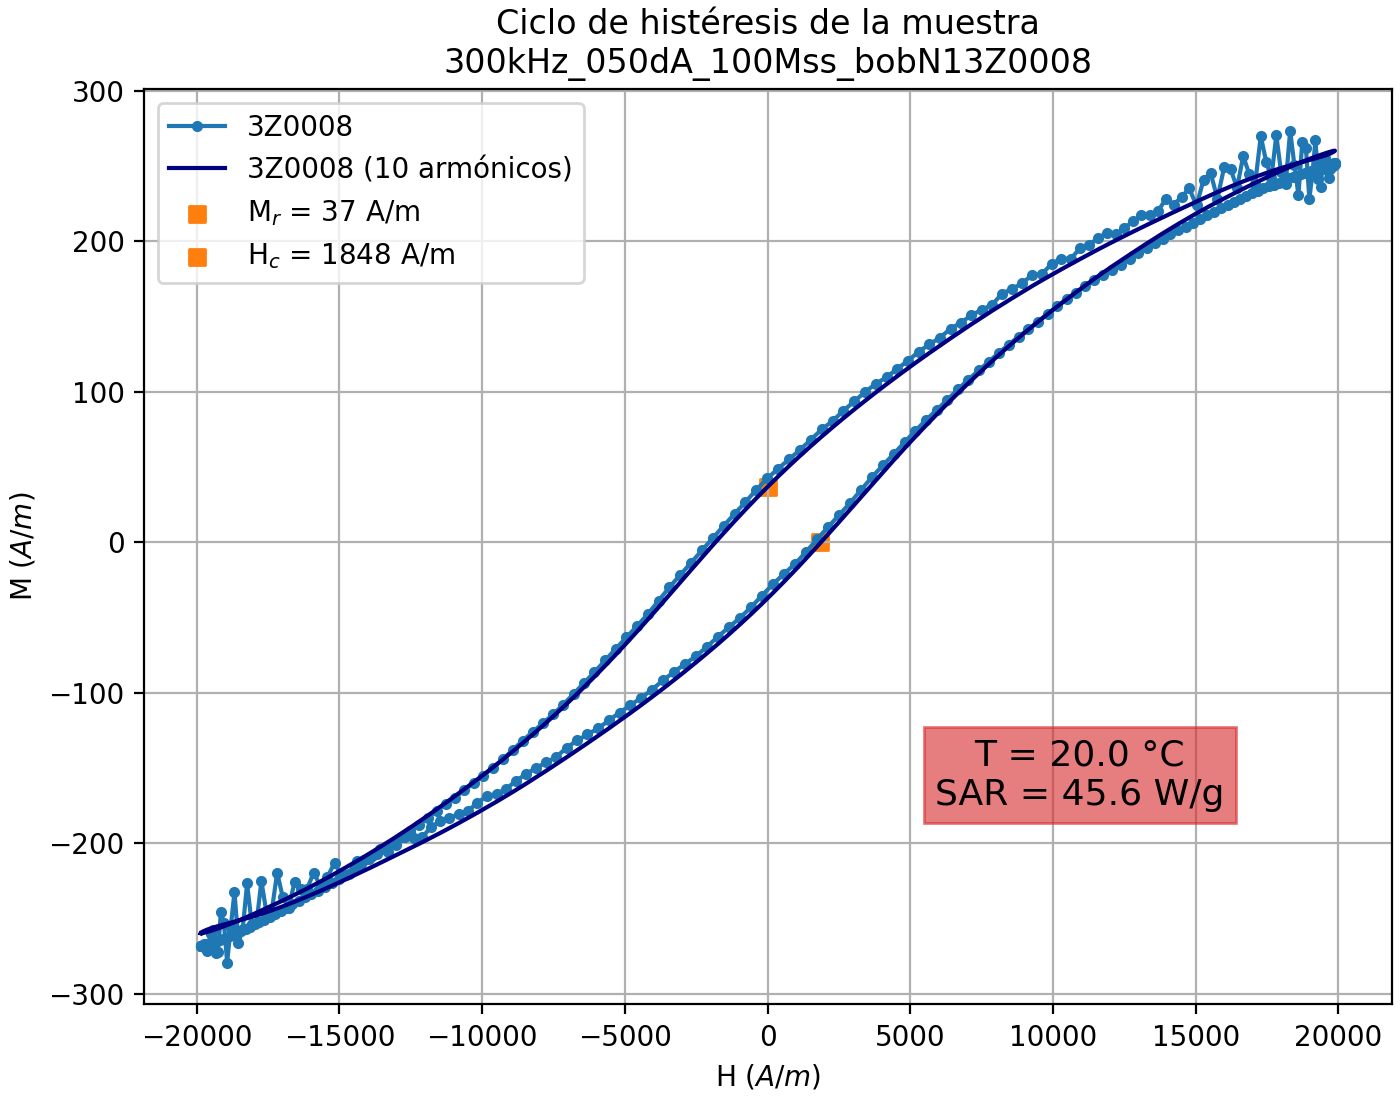 Ciclo de histéresis de la muestra
300kHz_050dA_100Mss_bobN13Z0008
3Z0008
3Z0008 (10 armónicos)
Mᵣ = 37 A/m
H꜀ = 1848 A/m
300
200
100
0
−100
−200
−300
M (A/m)
T = 20.0 °C
SAR = 45.6 W/g
−20000 −15000 −10000 −5000 0 5000 10000 15000 20000
H (A/m)